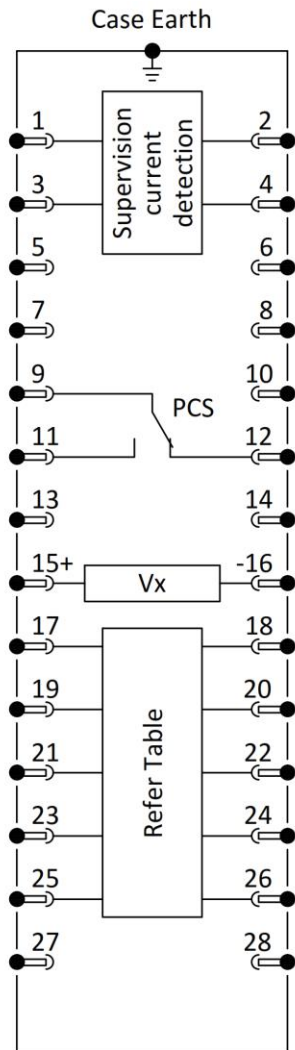 Case Earth
1 2
Supervision
current
detection
3 4
5 6
7 8
9 10
PCS
11 12
13 14
15+ -16
Vx
17 18
Refer Table
19 20
21 22
23 24
25 26
27 28